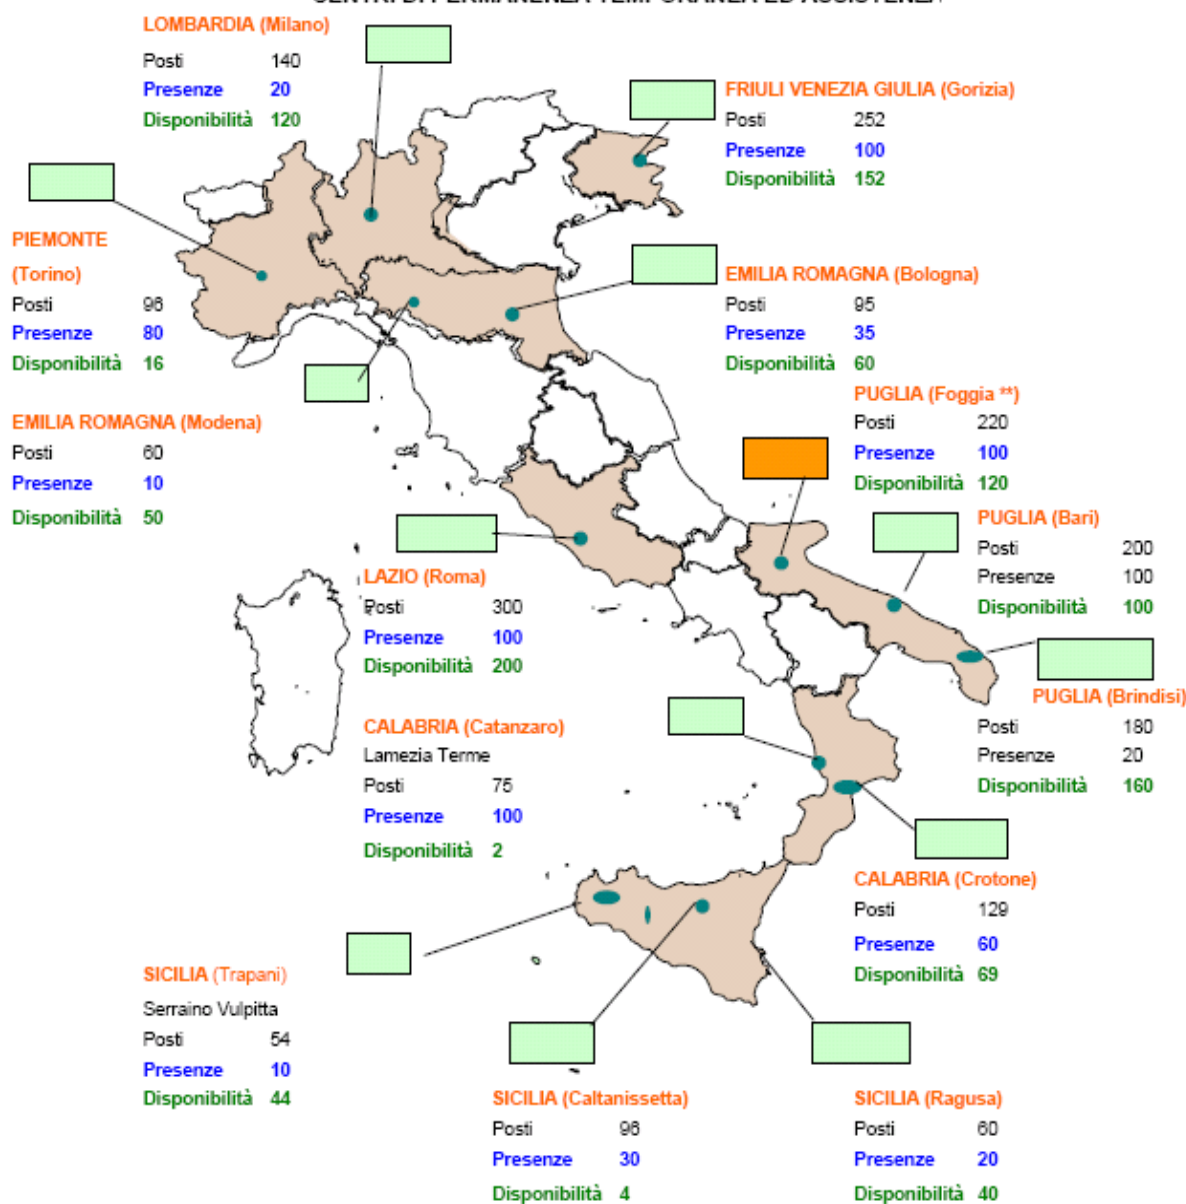 CENTRI DI PERMANENZA TEMPORANEA ED ASSISTENZA
LOMBARDIA (Milano)
Posti 140
Presenze 20
Disponibilità 120
FRIULI VENEZIA GIULIA (Gorizia)
Posti 252
Presenze 100
Disponibilità 152
PIEMONTE
(Torino)
Posti 96
Presenze 80
Disponibilità 16
EMILIA ROMAGNA (Bologna)
Posti 95
Presenze 35
Disponibilità 60
EMILIA ROMAGNA (Modena)
Posti 60
Presenze 10
Disponibilità 50
PUGLIA (Foggia **)
Posti 220
Presenze 100
Disponibilità 120
PUGLIA (Bari)
Posti 200
Presenze 100
Disponibilità 100
LAZIO (Roma)
Posti 300
Presenze 100
Disponibilità 200
PUGLIA (Brindisi)
Posti 180
Presenze 20
Disponibilità 160
CALABRIA (Catanzaro)
Lamezia Terme
Posti 75
Presenze 100
Disponibilità 2
CALABRIA (Crotone)
Posti 129
Presenze 60
Disponibilità 69
SICILIA (Trapani)
Serraino Vulpitta
Posti 54
Presenze 10
Disponibilità 44
SICILIA (Caltanissetta)
Posti 96
Presenze 30
Disponibilità 4
SICILIA (Ragusa)
Posti 60
Presenze 20
Disponibilità 40